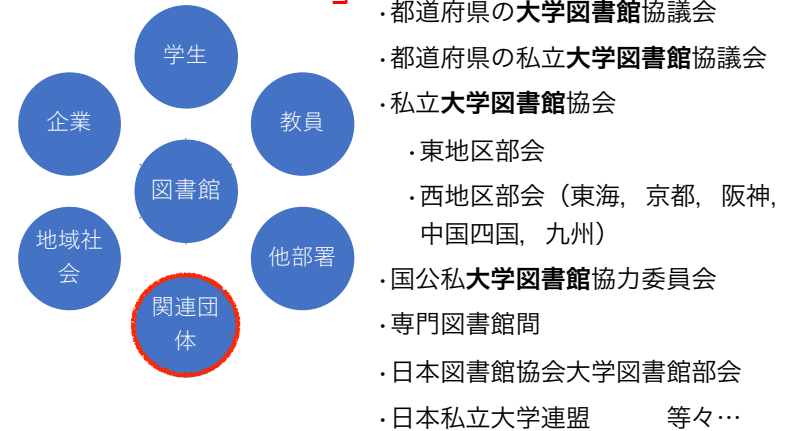 」
学生
企業
教員
図書館
地域社
会
他部署
関連団
体
・都道府県の大学図書館協議会
・都道府県の私立大学図書館協議会
・私立大学図書館協会
・東地区部会
・西地区部会（東海，京都，阪神，
中国四国，九州）
・国公私大学図書館協力委員会
・専門図書館間
・日本図書館協会大学図書館部会
・日本私立大学連盟　　　等々…